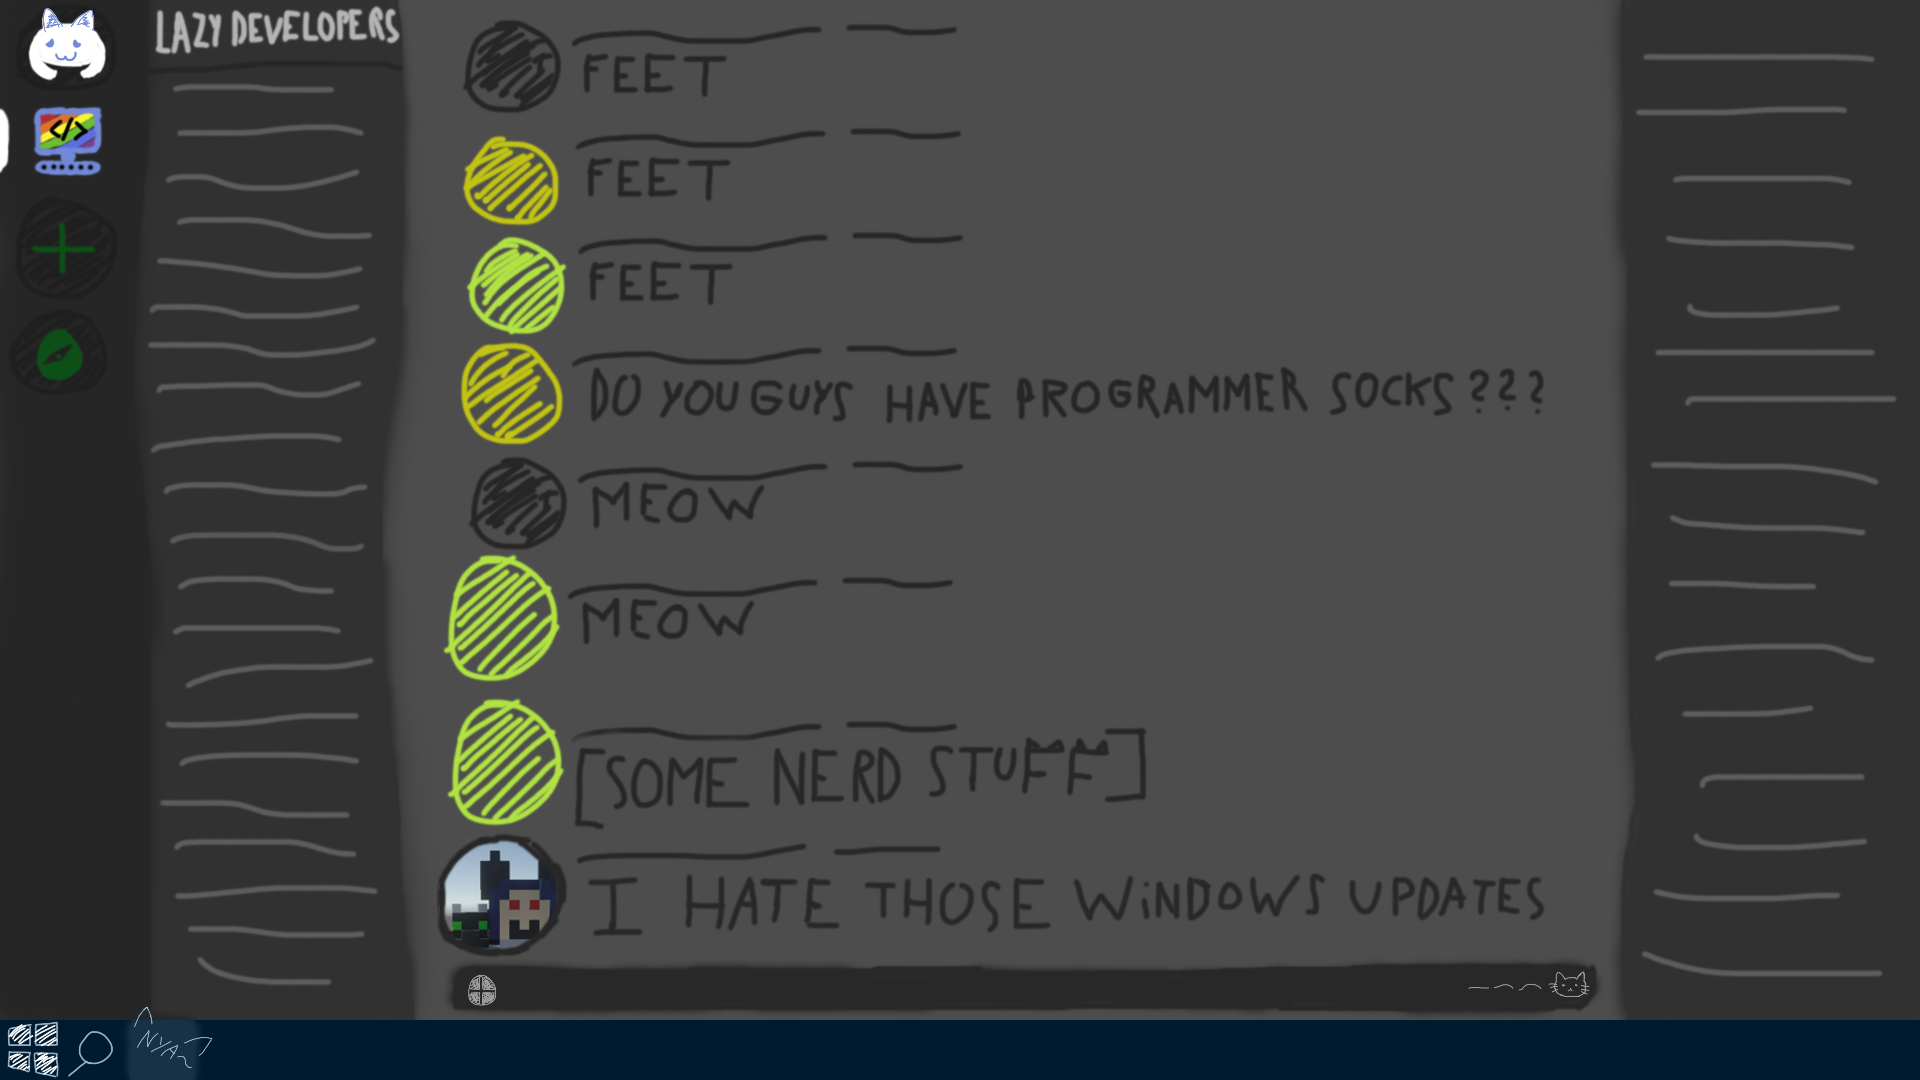 LAZY DEVELOPERS
</>
FEET
FEET
FEET
DO YOU GUYS HAVE PROGRAMMER SOCKS???
MEOW
MEOW
[SOME NERD STUFF]
I HATE THOSE WiNDOWS UPDATES
NYA~